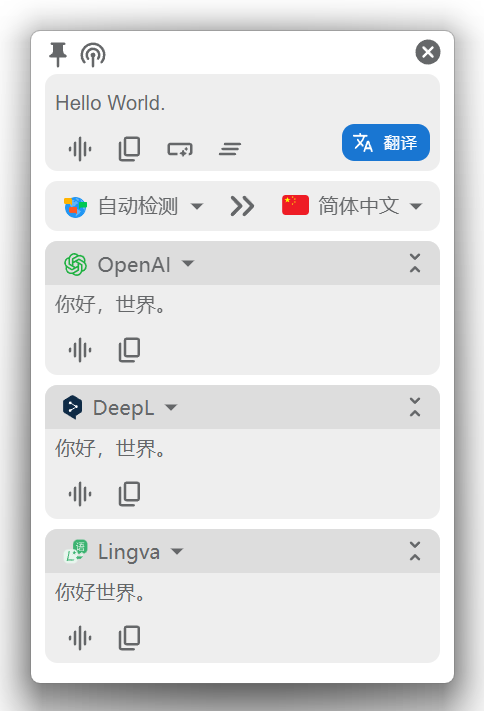 Hello World.
翻译
自动检测
简体中文
OpenAI
你好，世界。
DeepL
你好，世界。
Lingva
你好世界。